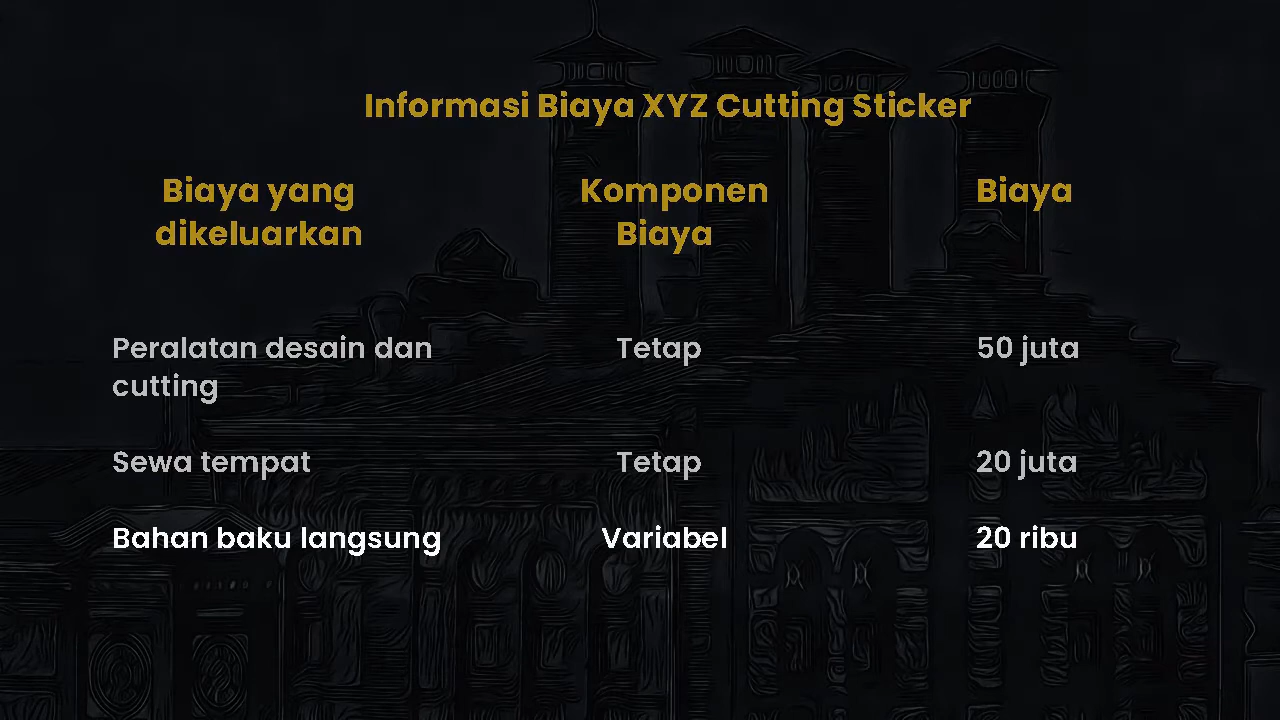 Informasi Biaya XYZ Cutting Sticker
Biaya yang
dikeluarkan
Komponen
Biaya
Biaya
Peralatan desain dan
cutting
Tetap
50 juta
Sewa tempat
Tetap
20 juta
Bahan baku langsung
Variabel
20 ribu